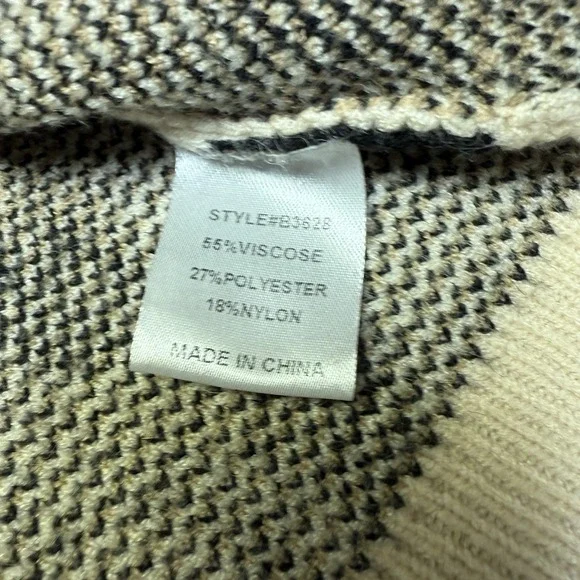 STYLE#B3628
55%VISCOSE
27%POLYESTER
18%NYLON
MADE IN CHINA